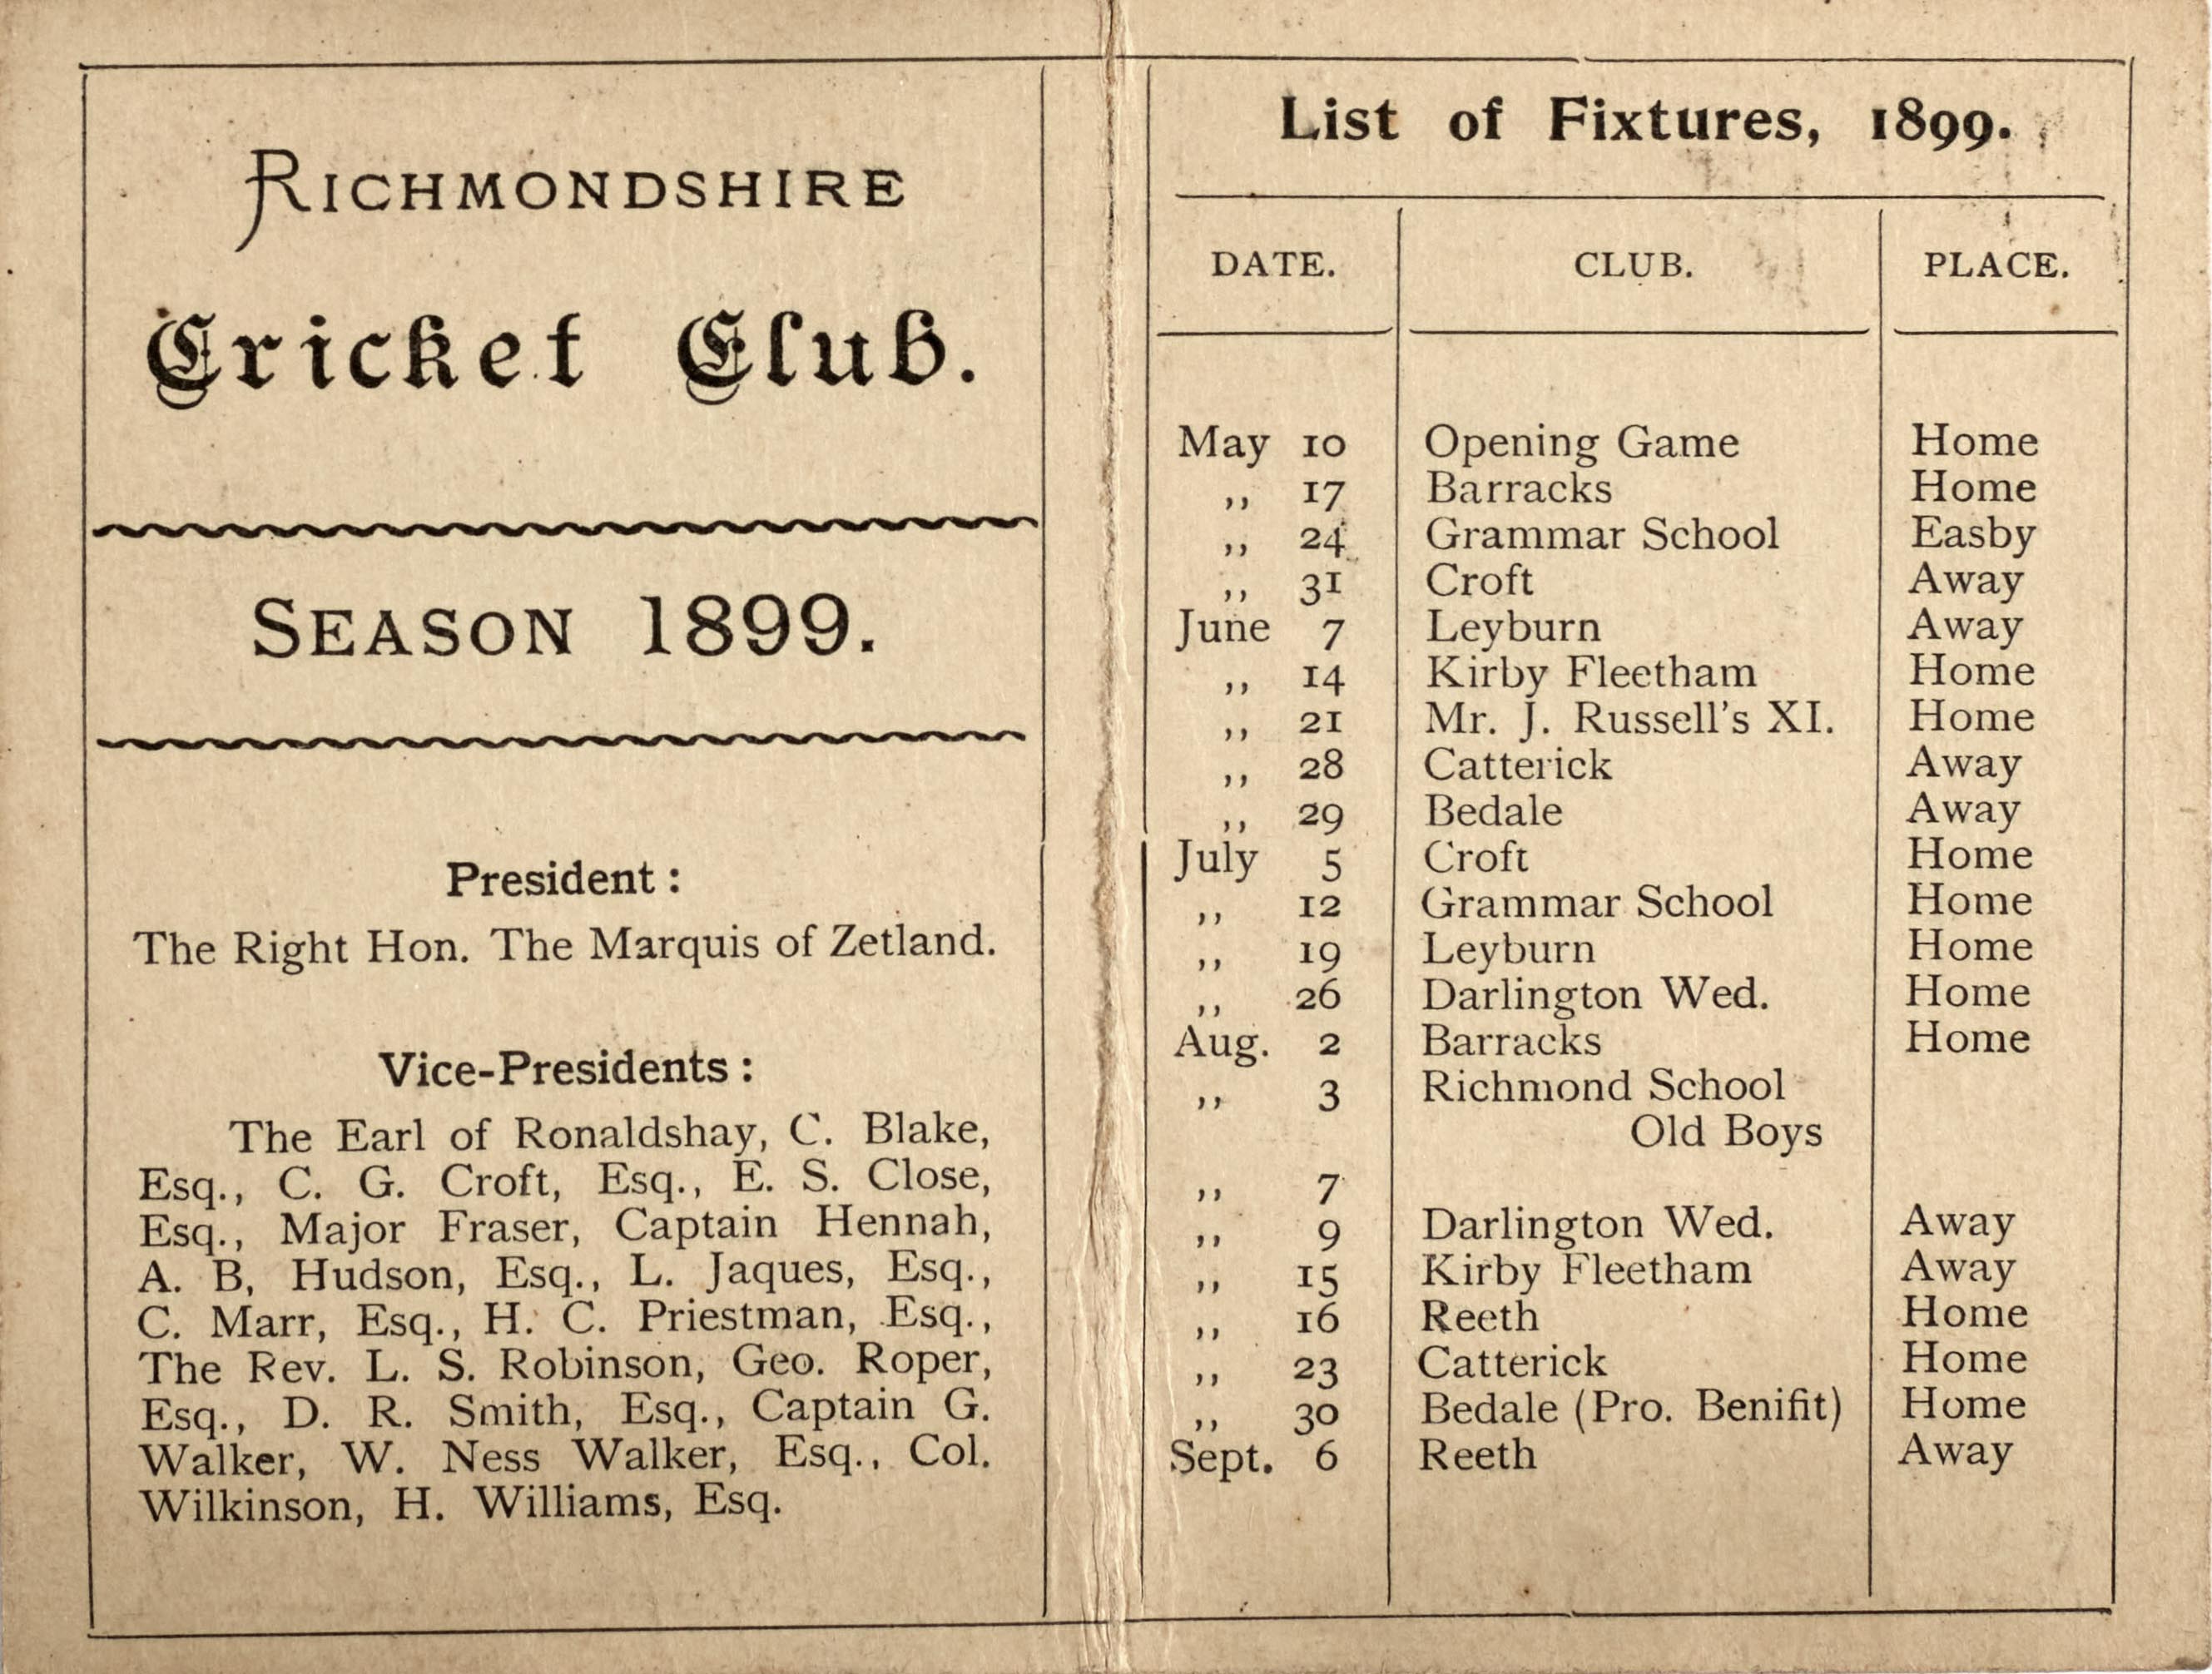 RICHMONDSHIRE
Cricket Club.
SEASON 1899.
President :
The Right Hon. The Marquis of Zetland.
Vice-Presidents :
The Earl of Ronaldshay, C. Blake,
Esq., C. G. Croft, Esq., E. S. Close,
Esq., Major Fraser, Captain Hennah,
A. B, Hudson, Esq., L. Jaques, Esq.,
C. Marr, Esq., H. C. Priestman, Esq.,
The Rev. L. S. Robinson, Geo. Roper,
Esq., D. R. Smith, Esq., Captain G.
Walker, W. Ness Walker, Esq., Col.
Wilkinson, H. Williams, Esq.
List of Fixtures, 1899.
DATE. CLUB. PLACE.
May 10 Opening Game Home
,, 17 Barracks Home
,, 24 Grammar School Easby
,, 31 Croft Away
June 7 Leyburn Away
,, 14 Kirby Fleetham Home
,, 21 Mr. J. Russell's XI. Home
,, 28 Catterick Away
,, 29 Bedale Away
July 5 Croft Home
,, 12 Grammar School Home
,, 19 Leyburn Home
,, 26 Darlington Wed. Home
Aug. 2 Barracks Home
,, 3 Richmond School
Old Boys
,, 7
,, 9 Darlington Wed. Away
,, 15 Kirby Fleetham Away
,, 16 Reeth Home
,, 23 Catterick Home
,, 30 Bedale (Pro. Benifit) Home
Sept. 6 Reeth Away